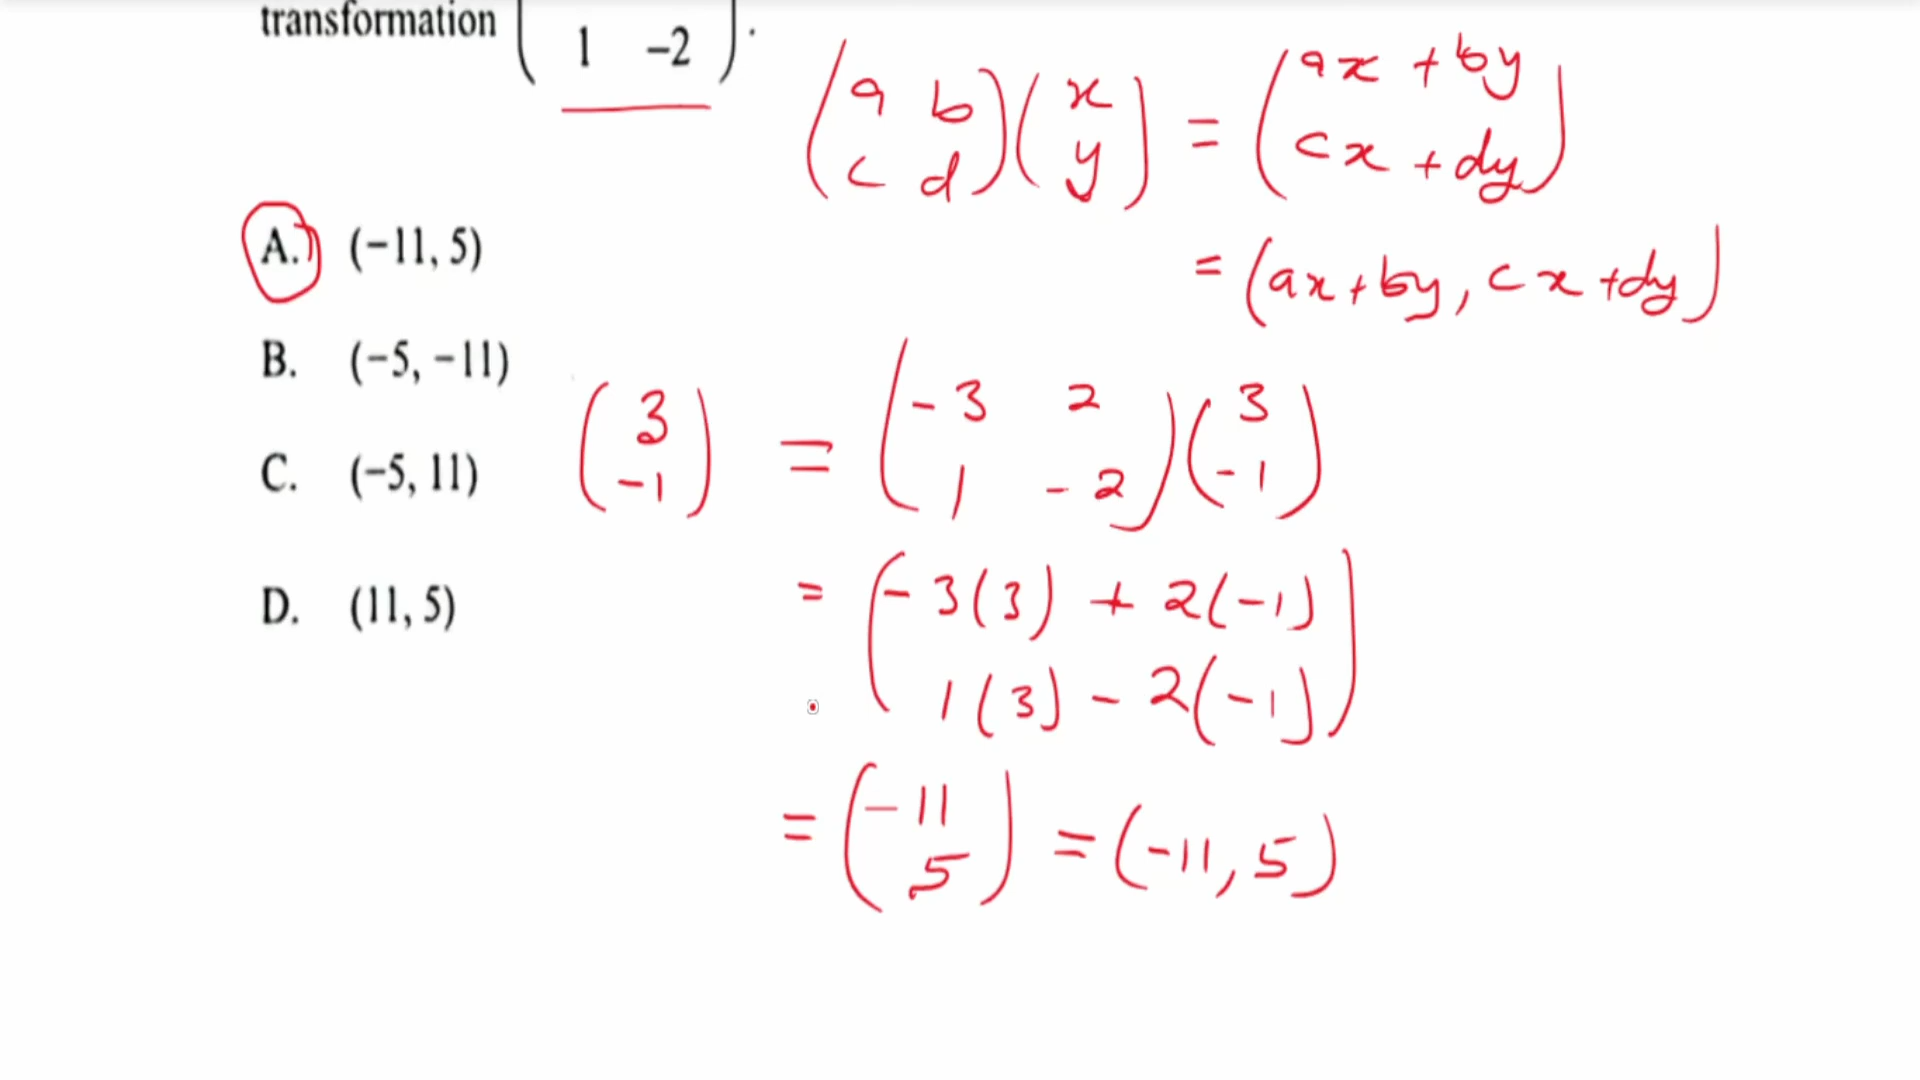 transformation ( 1 -2 ).
(a b
c d)(x
y) = (ax + by
cx + dy)
= (ax + by, cx + dy)
A. (-11, 5)
B. (-5, -11)
C. (-5, 11)
D. (11, 5)
(3
-1) = (-3 2
1 -2)(3
-1)
= (-3(3) + 2(-1)
1(3) - 2(-1))
= (-11
5) = (-11, 5)